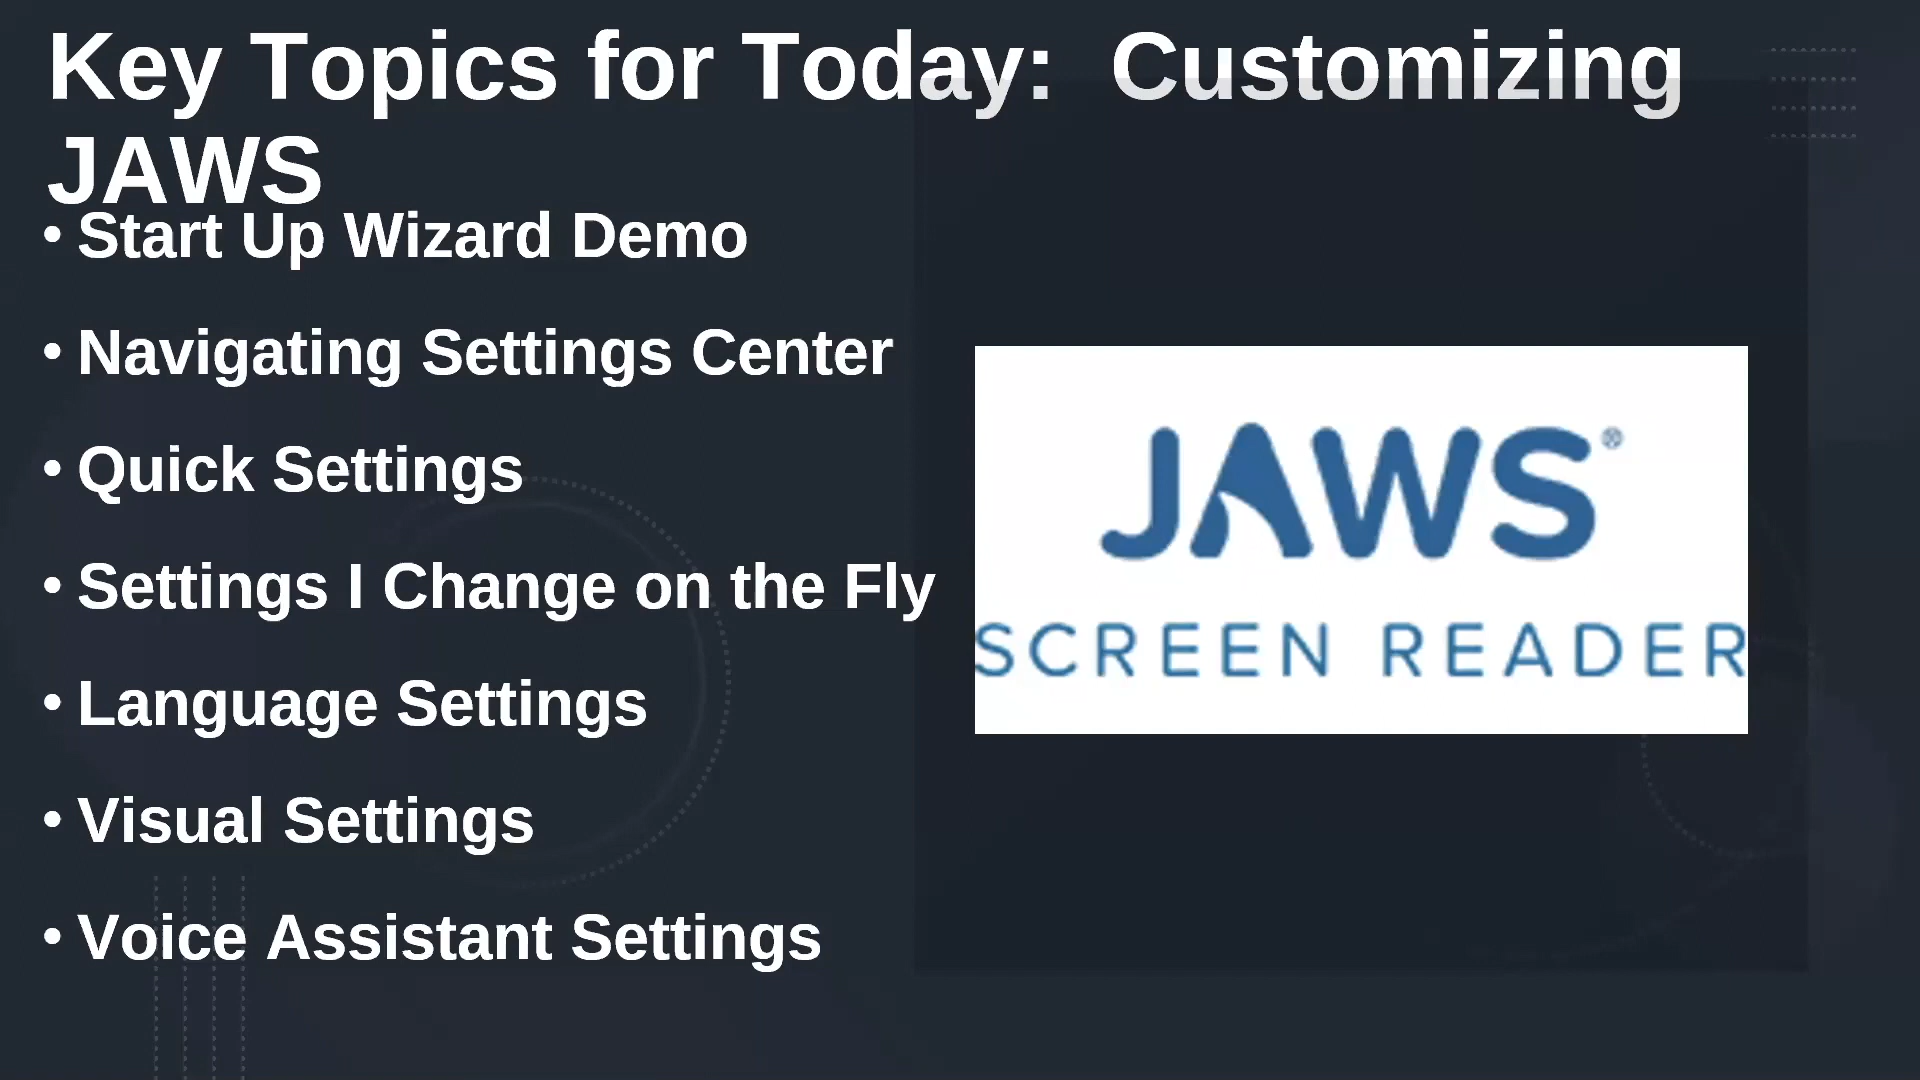 Key Topics for Today:  Customizing
JAWS
• Start Up Wizard Demo
• Navigating Settings Center
• Quick Settings
• Settings I Change on the Fly
• Language Settings
• Visual Settings
• Voice Assistant Settings
JAWS®
SCREEN READER